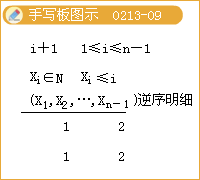 手写板图示 0213-09
i+1 1≤i≤n-1
Xi∈N Xi≤i
(X1,X2,…,Xn-1)逆序明细
1 2
1 2